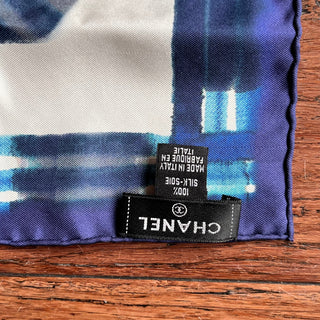 CHANEL
100%
SILK-SOIE
MADE IN ITALY
FABRIQUE EN
ITALIE